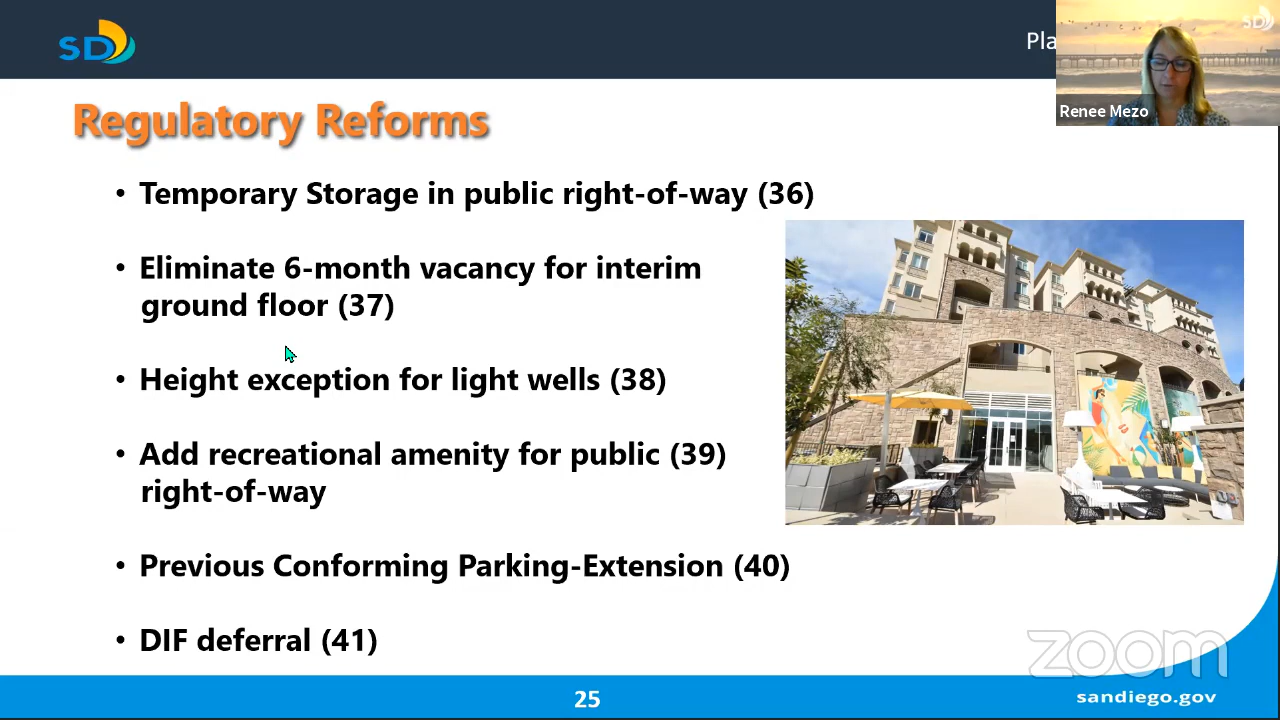 SD
Pla
SD
Renee Mezo
Regulatory Reforms
• Temporary Storage in public right-of-way (36)
• Eliminate 6-month vacancy for interim
ground floor (37)
• Height exception for light wells (38)
• Add recreational amenity for public (39)
right-of-way
• Previous Conforming Parking-Extension (40)
• DIF deferral (41)
zoom
25
sandiego.gov